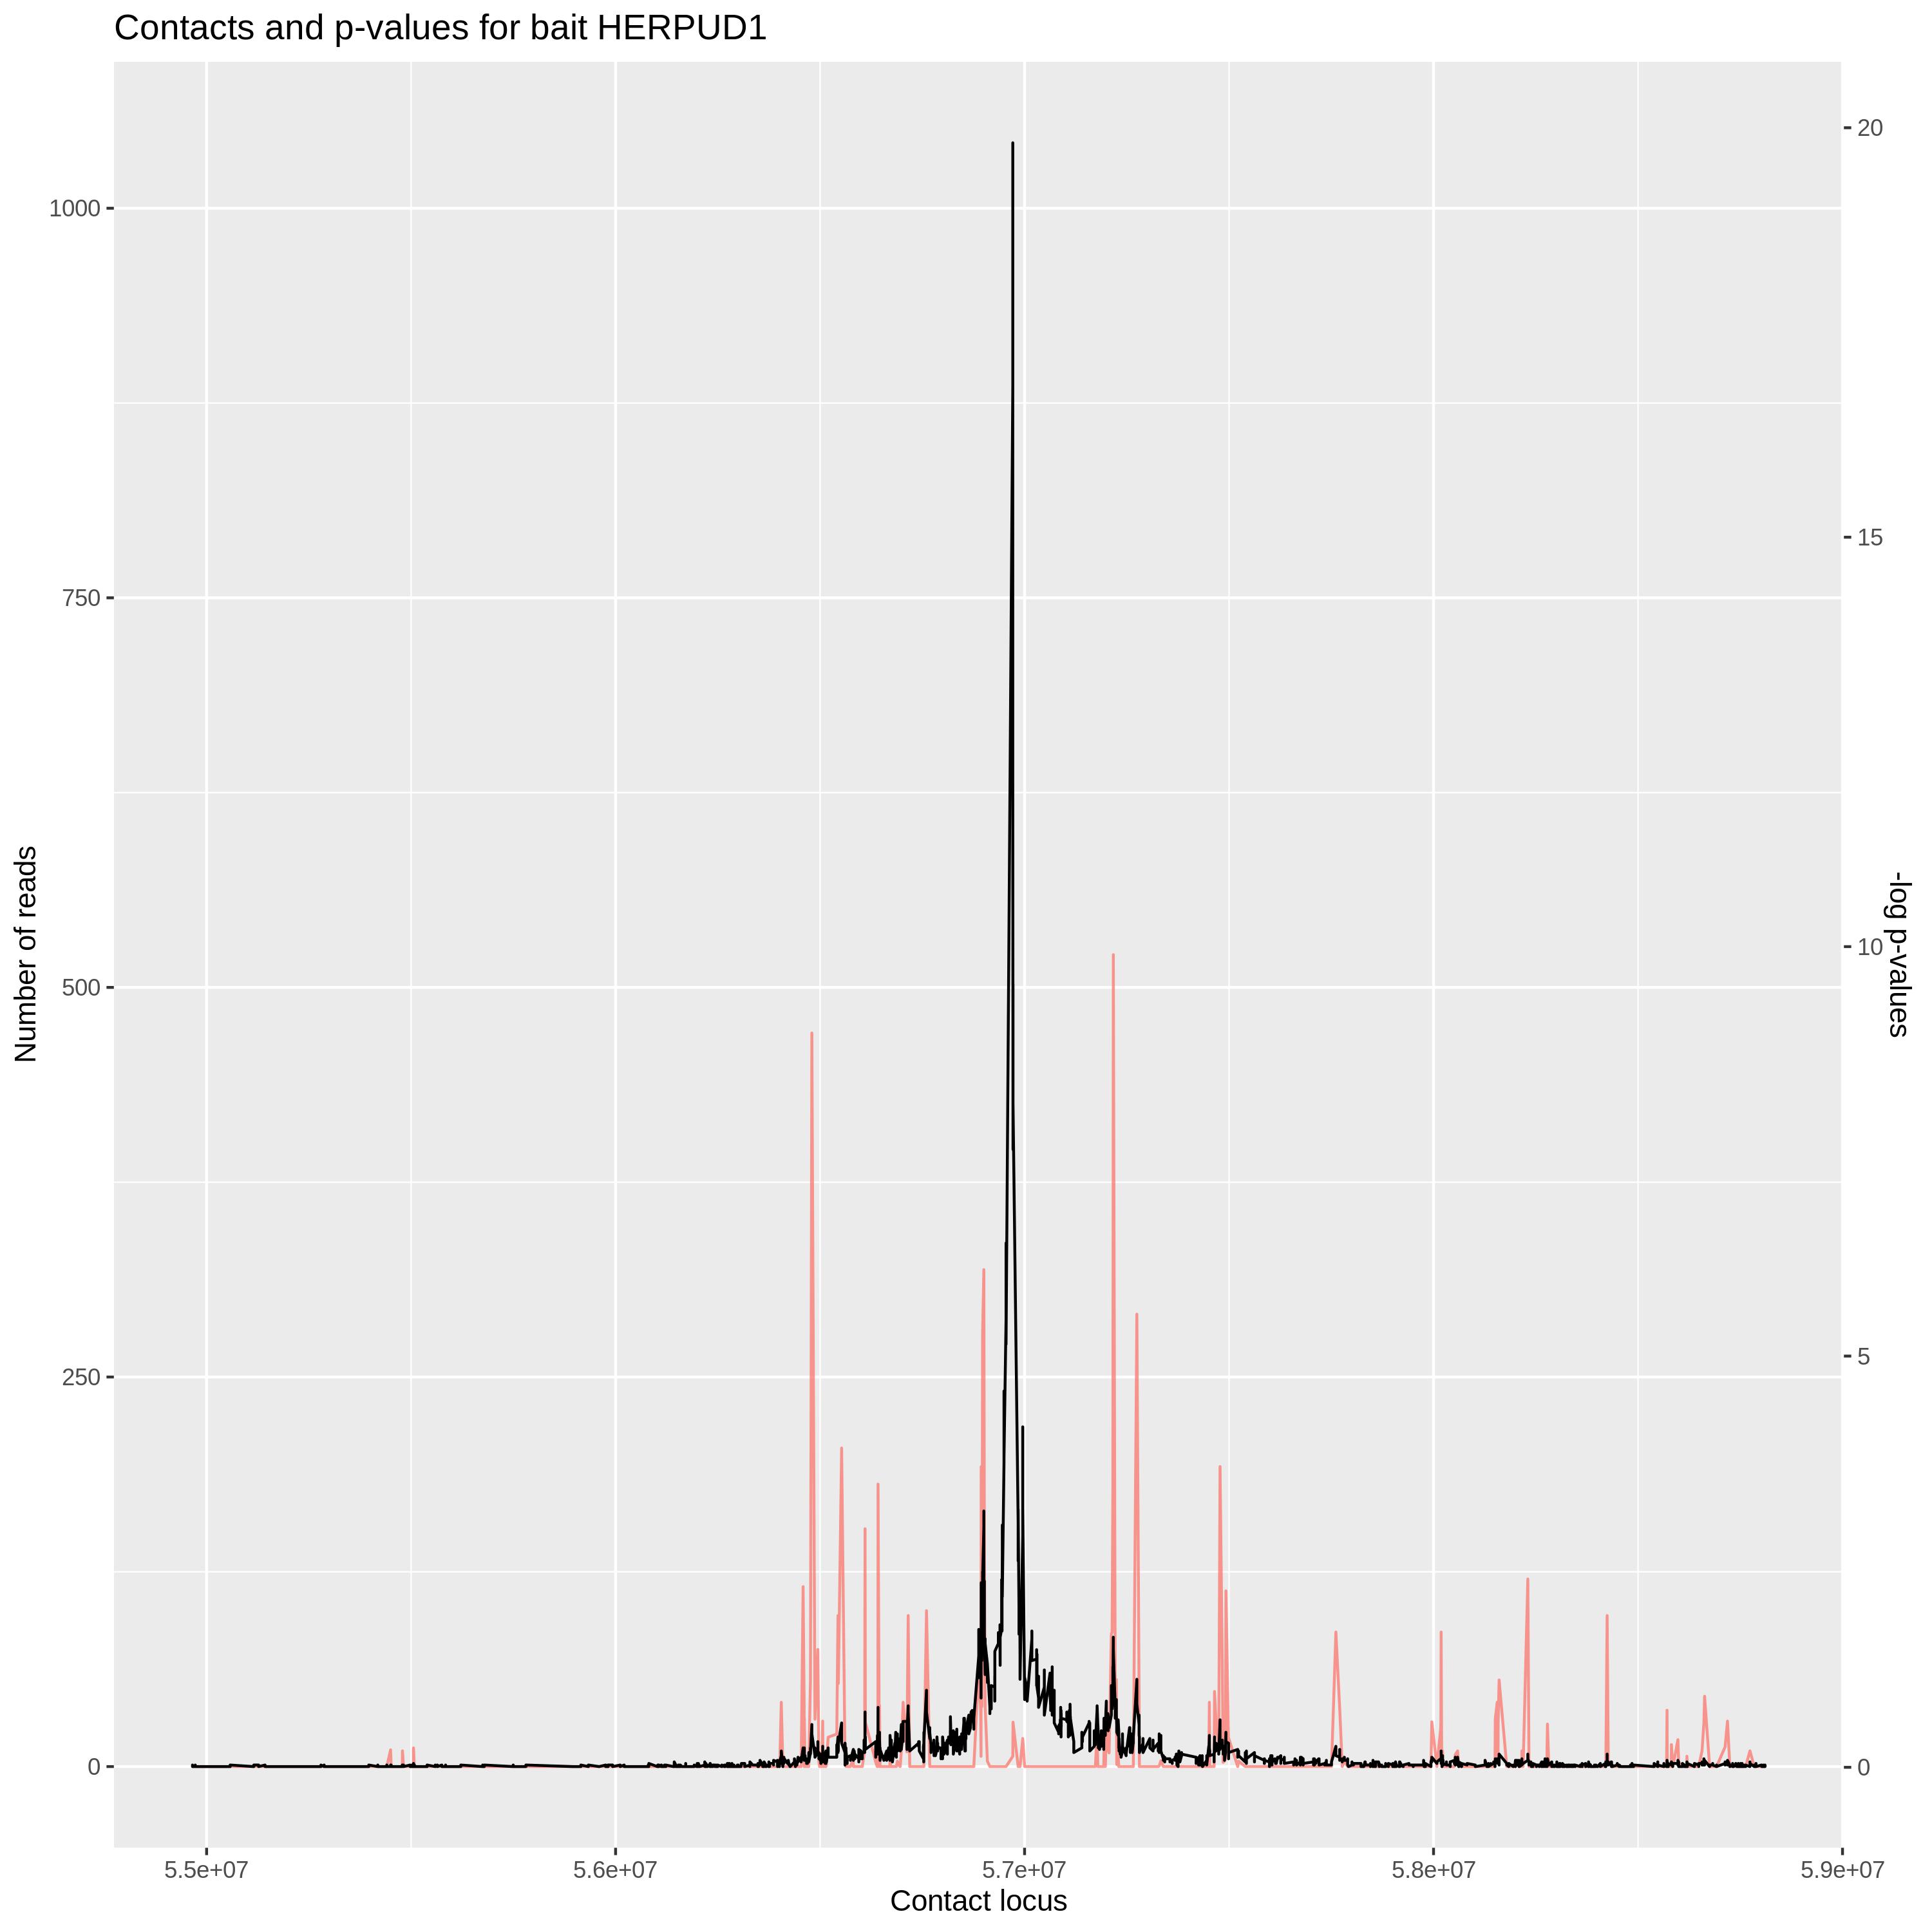 Contacts and p-values for bait HERPUD1
Number of reads
1000
750
500
250
0
20
15
10
5
0
-log p-values
5.5e+07
5.6e+07
5.7e+07
5.8e+07
5.9e+07
Contact locus